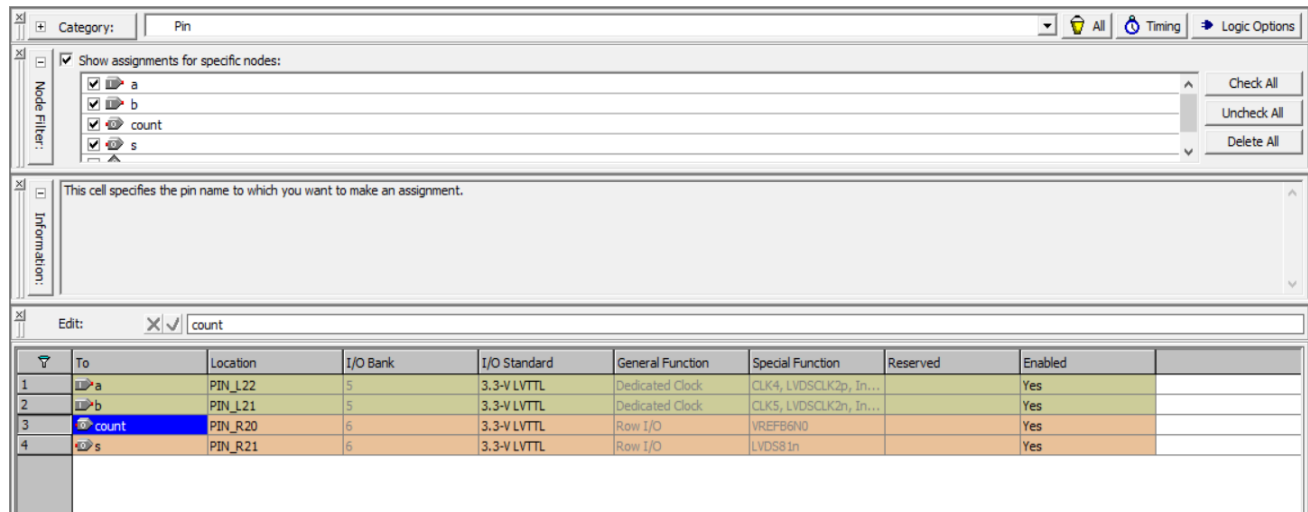 Category: Pin All Timing Logic Options
Node Filter:
Show assignments for specific nodes:
a
b
count
s
Check All
Uncheck All
Delete All
Information:
This cell specifies the pin name to which you want to make an assignment.
Edit: count
To Location I/O Bank I/O Standard General Function Special Function Reserved Enabled
1 a PIN_L22 5 3.3-V LVTTL Dedicated Clock CLK4, LVDSCLK2p, In... Yes
2 b PIN_L21 5 3.3-V LVTTL Dedicated Clock CLK5, LVDSCLK2n, In... Yes
3 count PIN_R20 6 3.3-V LVTTL Row I/O VREFB6N0 Yes
4 s PIN_R21 6 3.3-V LVTTL Row I/O LVDS81n Yes